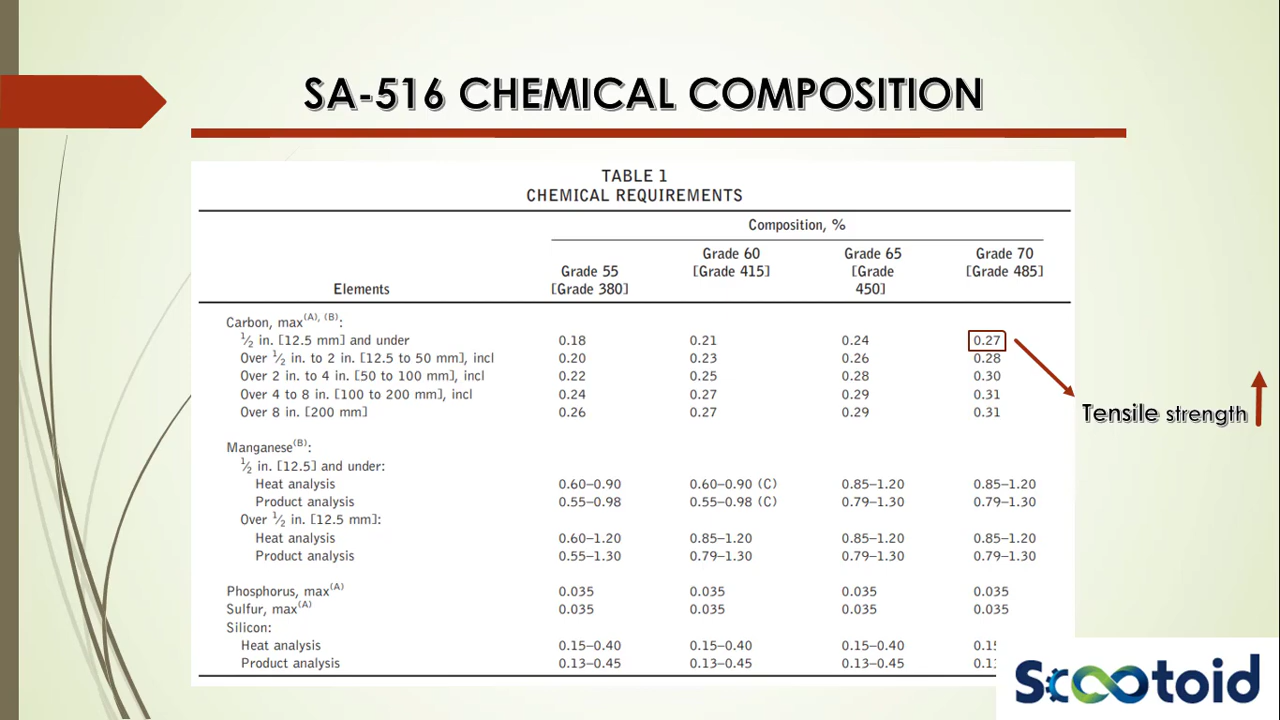 SA-516 CHEMICAL COMPOSITION
TABLE 1
CHEMICAL REQUIREMENTS
Composition, %
Elements Grade 55 [Grade 380] Grade 60 [Grade 415] Grade 65 [Grade 450] Grade 70 [Grade 485]
Carbon, max(A), (B):
1/2 in. [12.5 mm] and under 0.18 0.21 0.24 0.27
Over 1/2 in. to 2 in. [12.5 to 50 mm], incl 0.20 0.23 0.26 0.28
Over 2 in. to 4 in. [50 to 100 mm], incl 0.22 0.25 0.28 0.30
Over 4 to 8 in. [100 to 200 mm], incl 0.24 0.27 0.29 0.31
Over 8 in. [200 mm] 0.26 0.27 0.29 0.31
Tensile strength
Manganese(B):
1/2 in. [12.5] and under:
Heat analysis 0.60–0.90 0.60–0.90 (C) 0.85–1.20 0.85–1.20
Product analysis 0.55–0.98 0.55–0.98 (C) 0.79–1.30 0.79–1.30
Over 1/2 in. [12.5 mm]:
Heat analysis 0.60–1.20 0.85–1.20 0.85–1.20 0.85–1.20
Product analysis 0.55–1.30 0.79–1.30 0.79–1.30 0.79–1.30
Phosphorus, max(A) 0.035 0.035 0.035 0.035
Sulfur, max(A) 0.035 0.035 0.035 0.035
Silicon:
Heat analysis 0.15–0.40 0.15–0.40 0.15–0.40
Product analysis 0.13–0.45 0.13–0.45 0.13–0.45
Scootoid